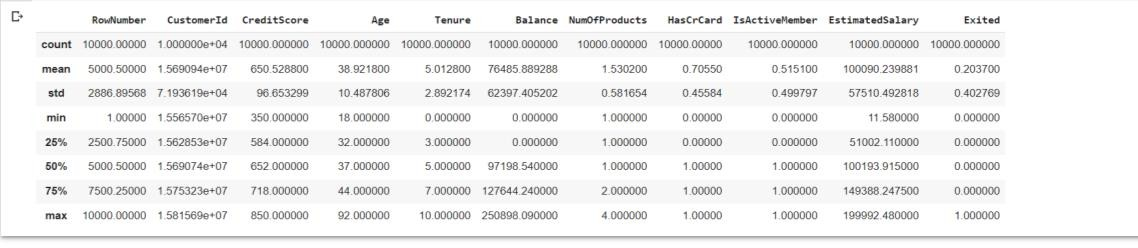 RowNumber CustomerId CreditScore Age Tenure Balance NumOfProducts HasCrCard IsActiveMember EstimatedSalary Exited
count 10000.00000 1.000000e+04 10000.000000 10000.000000 10000.000000 10000.000000 10000.000000 10000.00000 10000.000000 10000.000000 10000.000000
mean 5000.50000 1.569094e+07 650.528800 38.921800 5.012800 76485.889288 1.530200 0.70550 0.515100 100090.239881 0.203700
std 2886.89568 7.193619e+04 96.653299 10.487806 2.892174 62397.405202 0.581654 0.45584 0.499797 57510.492818 0.402769
min 1.00000 1.556570e+07 350.000000 18.000000 0.000000 0.000000 1.000000 0.00000 0.000000 11.580000 0.000000
25% 2500.75000 1.562853e+07 584.000000 32.000000 3.000000 0.000000 1.000000 0.00000 0.000000 51002.110000 0.000000
50% 5000.50000 1.569074e+07 652.000000 37.000000 5.000000 97198.540000 1.000000 1.00000 1.000000 100193.915000 0.000000
75% 7500.25000 1.575323e+07 718.000000 44.000000 7.000000 127644.240000 2.000000 1.00000 1.000000 149388.247500 0.000000
max 10000.00000 1.581569e+07 850.000000 92.000000 10.000000 250898.090000 4.000000 1.00000 1.000000 199992.480000 1.000000